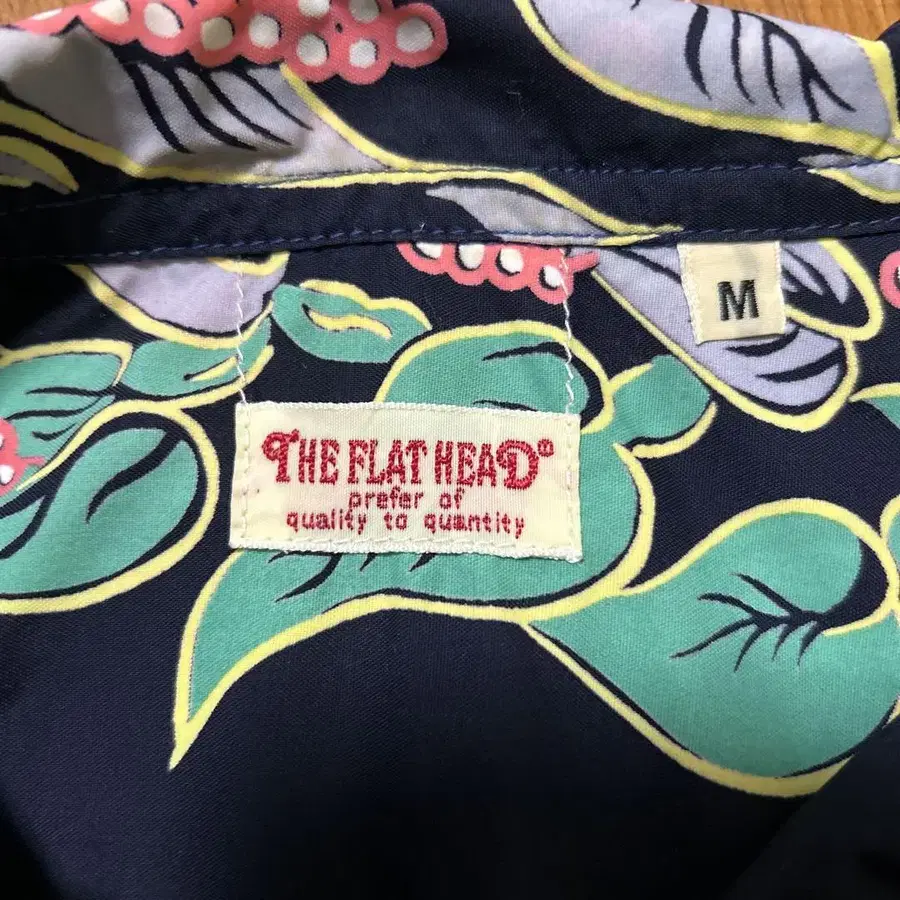 THE FLAT HEAD
prefer of
quality to quantity
M